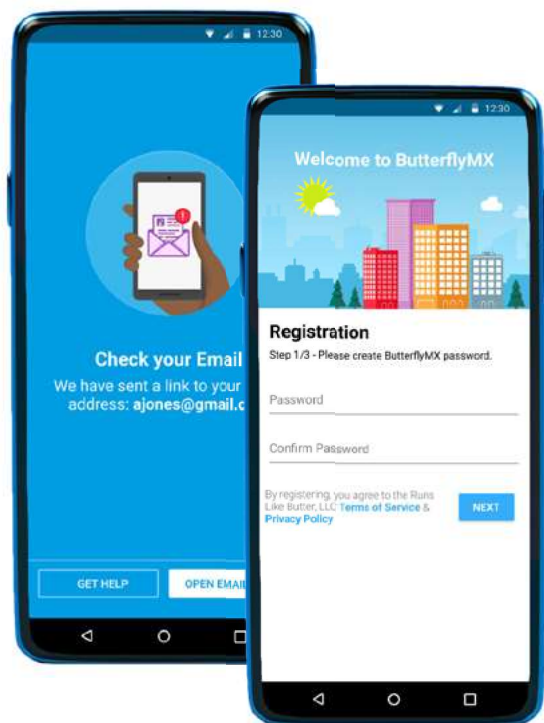 12:30
Check your Email
We have sent a link to your
address: ajones@gmail.c
GET HELP
OPEN EMAIL
12:30
Welcome to ButterflyMX
Registration
Step 1/3 - Please create ButterflyMX password.
Password
Confirm Password
By registering, you agree to the Runs
Like Butter, LLC Terms of Service &
Privacy Policy
NEXT